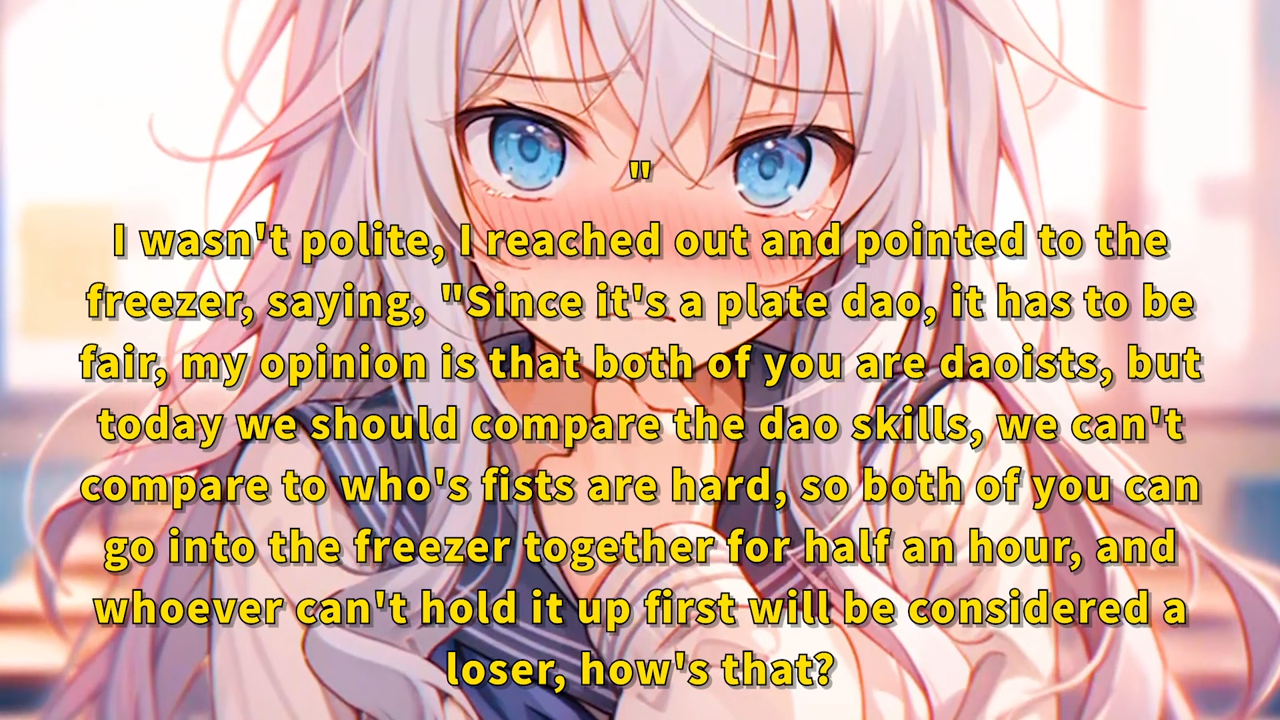 "
I wasn't polite, I reached out and pointed to the
freezer, saying, "Since it's a plate dao, it has to be
fair, my opinion is that both of you are daoists, but
today we should compare the dao skills, we can't
compare to who's fists are hard, so both of you can
go into the freezer together for half an hour, and
whoever can't hold it up first will be considered a
loser, how's that?